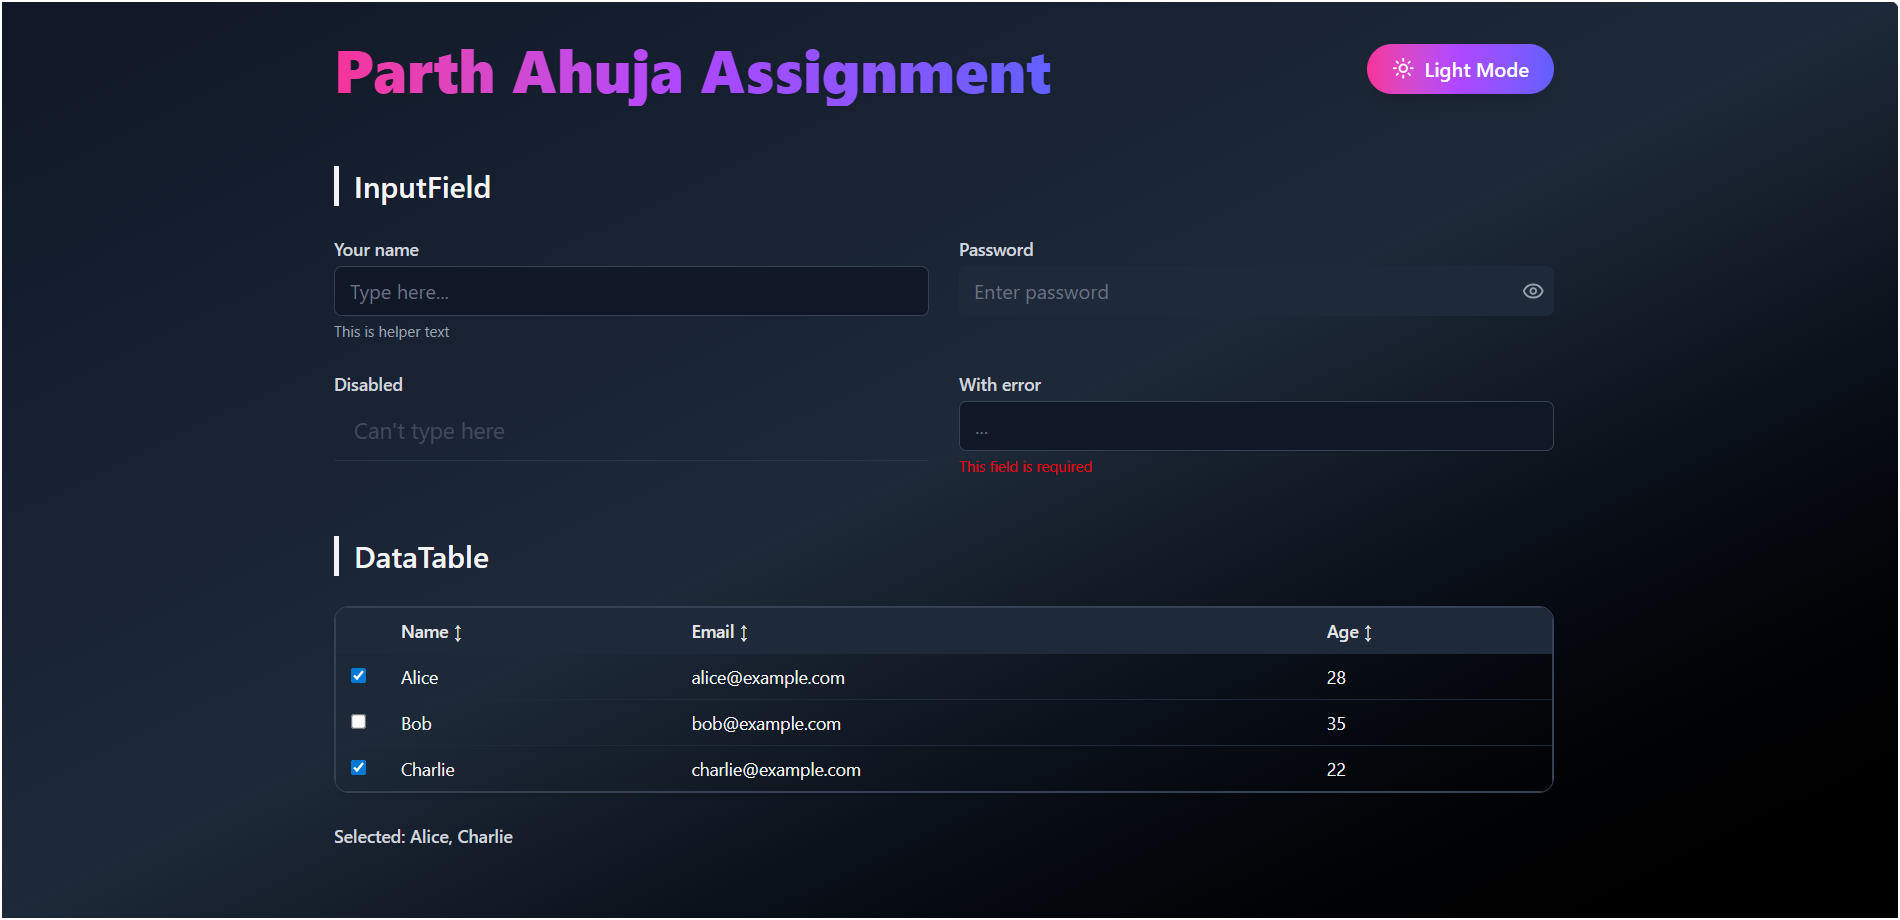 Parth Ahuja Assignment
Light Mode
InputField
Your name
Type here...
This is helper text
Password
Enter password
Disabled
Can't type here
With error
...
This field is required
DataTable
Name ↕ Email ↕ Age ↕
Alice alice@example.com 28
Bob bob@example.com 35
Charlie charlie@example.com 22
Selected: Alice, Charlie